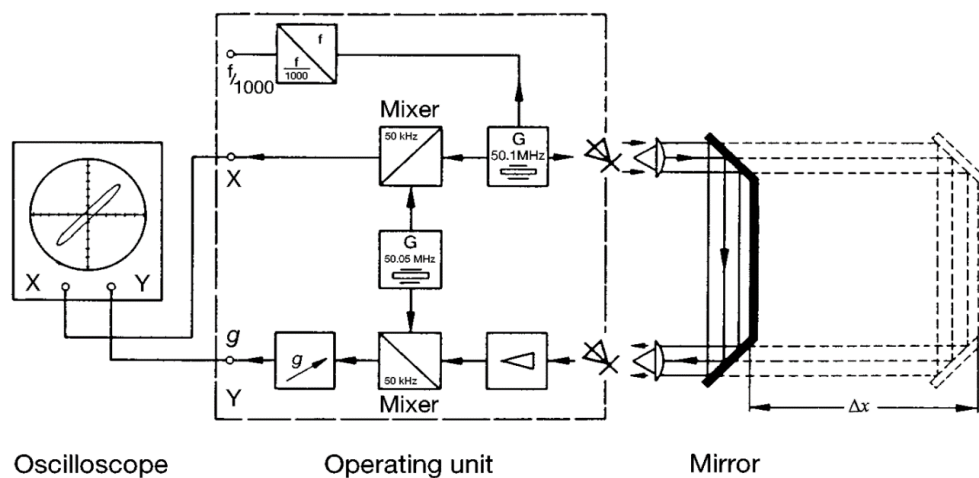 f
f
1000
f/1000
Mixer
50 kHz
G
50.1MHz
X
G
50.05 MHz
X
Y
g
Y
g
50 kHz
Mixer
Δx
Oscilloscope
Operating unit
Mirror